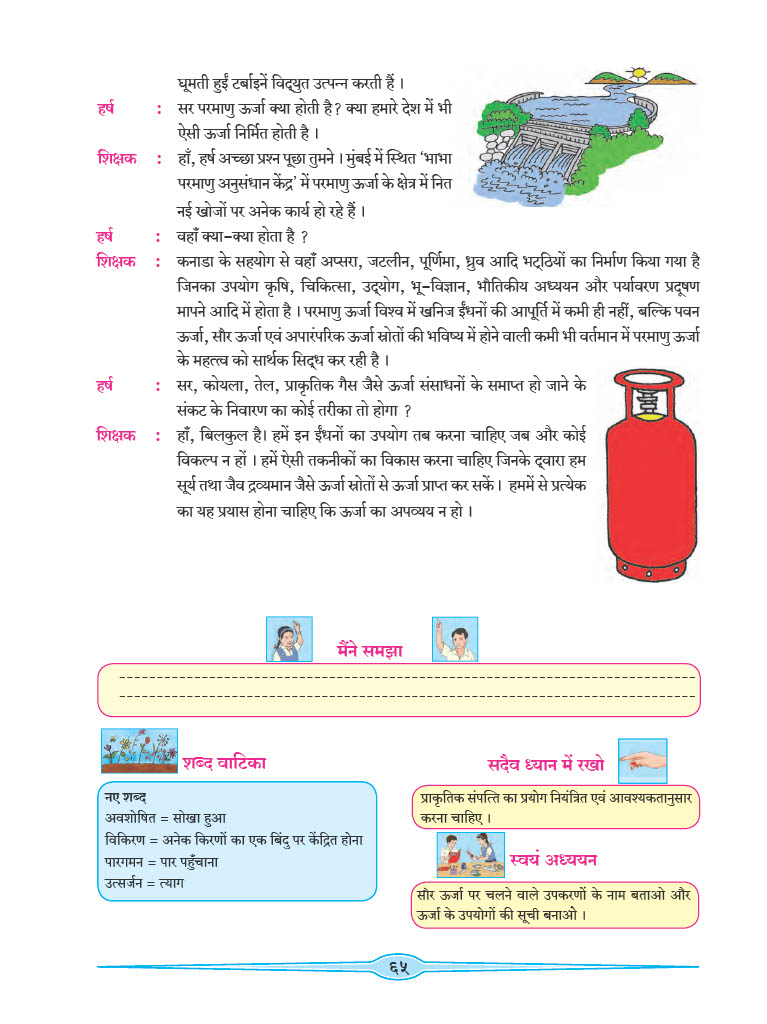 घूमती हुईं टर्बाइनें विद्‌युत उत्पन्न करती हैं ।
हर्ष : सर परमाणु ऊर्जा क्या होती है? क्या हमारे देश में भी
ऐसी ऊर्जा निर्मित होती है ।
शिक्षक : हाँ, हर्ष अच्छा प्रश्न पूछा तुमने । मुंबई में स्थित ‘भाभा
परमाणु अनुसंधान केंद्र’ में परमाणु ऊर्जा के क्षेत्र में नित
नई खोजों पर अनेक कार्य हो रहे हैं ।
हर्ष : वहाँ क्या-क्या होता है ?
शिक्षक : कनाडा के सहयोग से वहाँ अप्सरा, जटलीन, पूर्णिमा, ध्रुव आदि भट्‌ठियों का निर्माण किया गया है
जिनका उपयोग कृषि, चिकित्सा, उद्‌योग, भू-विज्ञान, भौतिकीय अध्ययन और पर्यावरण प्रदूषण
मापने आदि में होता है । परमाणु ऊर्जा विश्व में खनिज ईंधनों की आपूर्ति में कमी ही नहीं, बल्कि पवन
ऊर्जा, सौर ऊर्जा एवं अपारंपरिक ऊर्जा स्रोतों की भविष्य में होने वाली कमी भी वर्तमान में परमाणु ऊर्जा
के महत्त्व को सार्थक सिद्‌ध कर रही है ।
हर्ष : सर, कोयला, तेल, प्राकृतिक गैस जैसे ऊर्जा संसाधनों के समाप्त हो जाने के
संकट के निवारण का कोई तरीका तो होगा ?
शिक्षक : हाँ, बिलकुल है। हमें इन ईंधनों का उपयोग तब करना चाहिए जब और कोई
विकल्प न हों । हमें ऐसी तकनीकों का विकास करना चाहिए जिनके द्‌वारा हम
सूर्य तथा जैव द्रव्यमान जैसे ऊर्जा स्रोतों से ऊर्जा प्राप्त कर सकें । हममें से प्रत्येक
का यह प्रयास होना चाहिए कि ऊर्जा का अपव्यय न हो ।
मैंने समझा
शब्द वाटिका
नए शब्द
अवशोषित = सोखा हुआ
विकिरण = अनेक किरणों का एक बिंदु पर केंद्रित होना
पारगमन = पार पहुँचाना
उत्सर्जन = त्याग
सदैव ध्यान में रखो
प्राकृतिक संपत्ति का प्रयोग नियंत्रित एवं आवश्यकतानुसार
करना चाहिए ।
स्वयं अध्ययन
सौर ऊर्जा पर चलने वाले उपकरणों के नाम बताओ और
ऊर्जा के उपयोगों की सूची बनाओ ।
६५